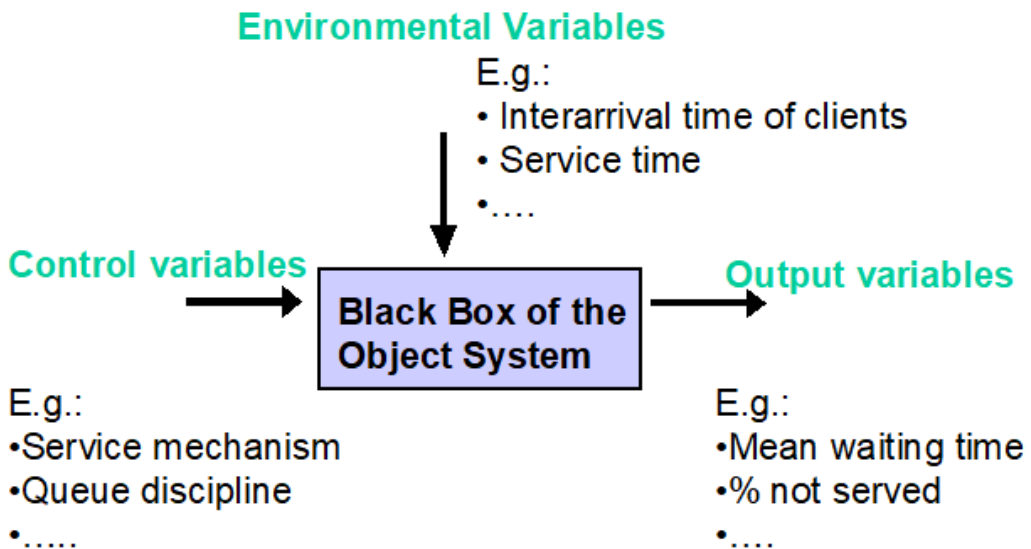 Environmental Variables
E.g.:
• Interarrival time of clients
• Service time
•….
Control variables
Black Box of the
Object System
Output variables
E.g.:
•Service mechanism
•Queue discipline
•…..
E.g.:
•Mean waiting time
•% not served
•….